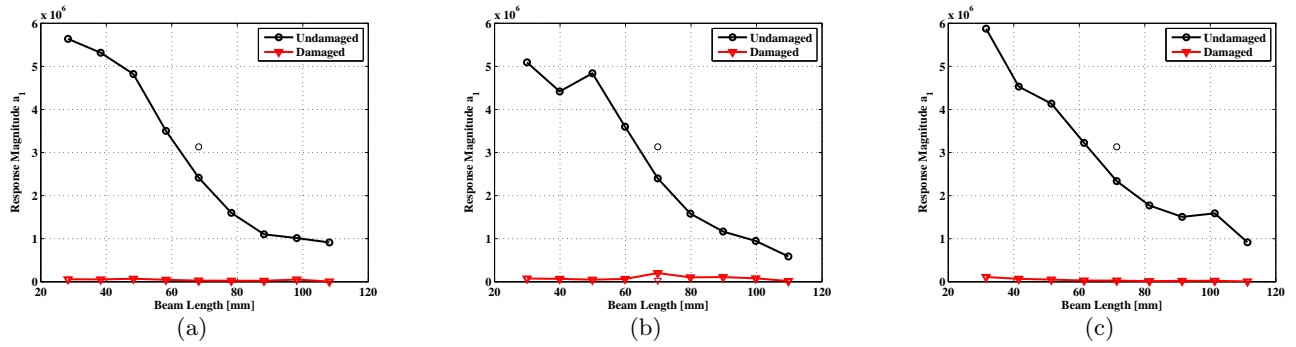 x 10^6
Response Magnitude a_1
6
5
4
3
2
1
0
20 40 60 80 100 120
Beam Length [mm]
Undamaged
Damaged
(a)
x 10^6
Response Magnitude a_1
6
5
4
3
2
1
0
20 40 60 80 100 120
Beam Length [mm]
Undamaged
Damaged
(b)
x 10^6
Response Magnitude a_1
6
5
4
3
2
1
0
20 40 60 80 100 120
Beam Length [mm]
Undamaged
Damaged
(c)